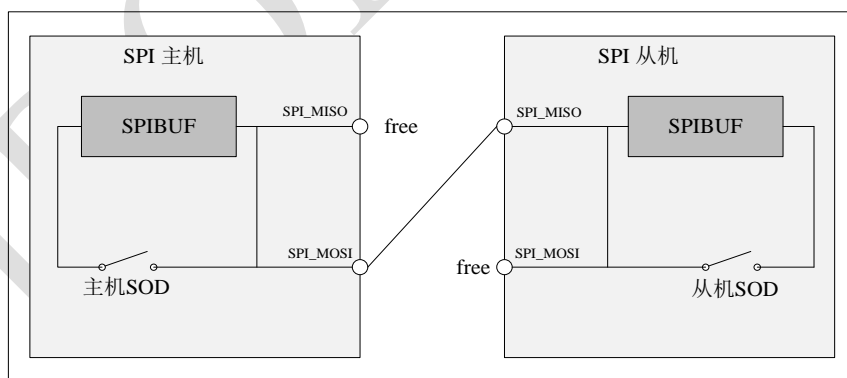 SPI 主机
SPI 从机
SPIBUF
SPI_MISO
free
SPI_MISO
SPIBUF
SPI_MOSI
free
SPI_MOSI
主机SOD
从机SOD